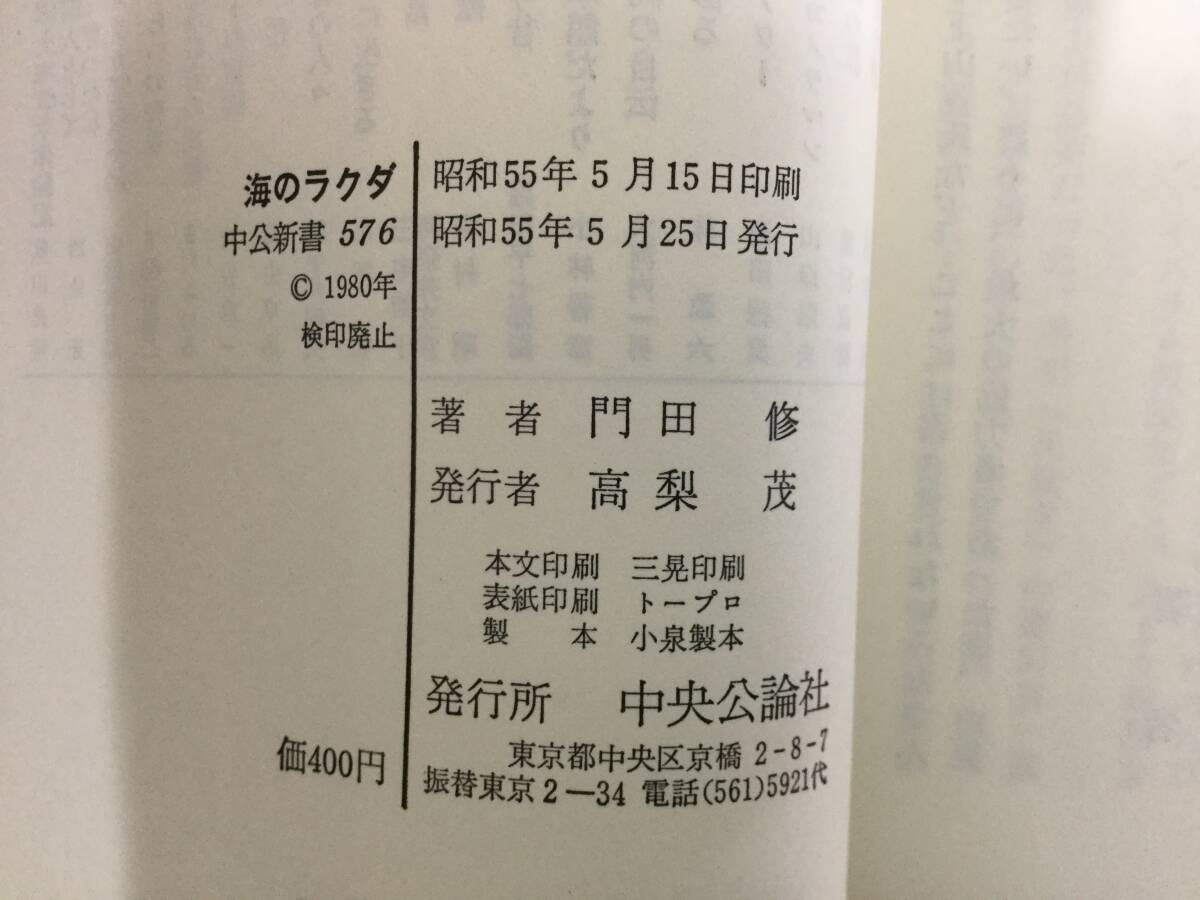 海のラクダ
中公新書 576
© 1980年
検印廃止
昭和55年 5 月15日印刷
昭和55年 5 月25日発行
著 者 門 田 修
発行者 高 梨 茂
本文印刷 三晃印刷
表紙印刷 トープロ
製 本 小泉製本
発行所 中央公論社
東京都中央区京橋 2-8-7
振替東京 2―34 電話(561)5921代
価400円